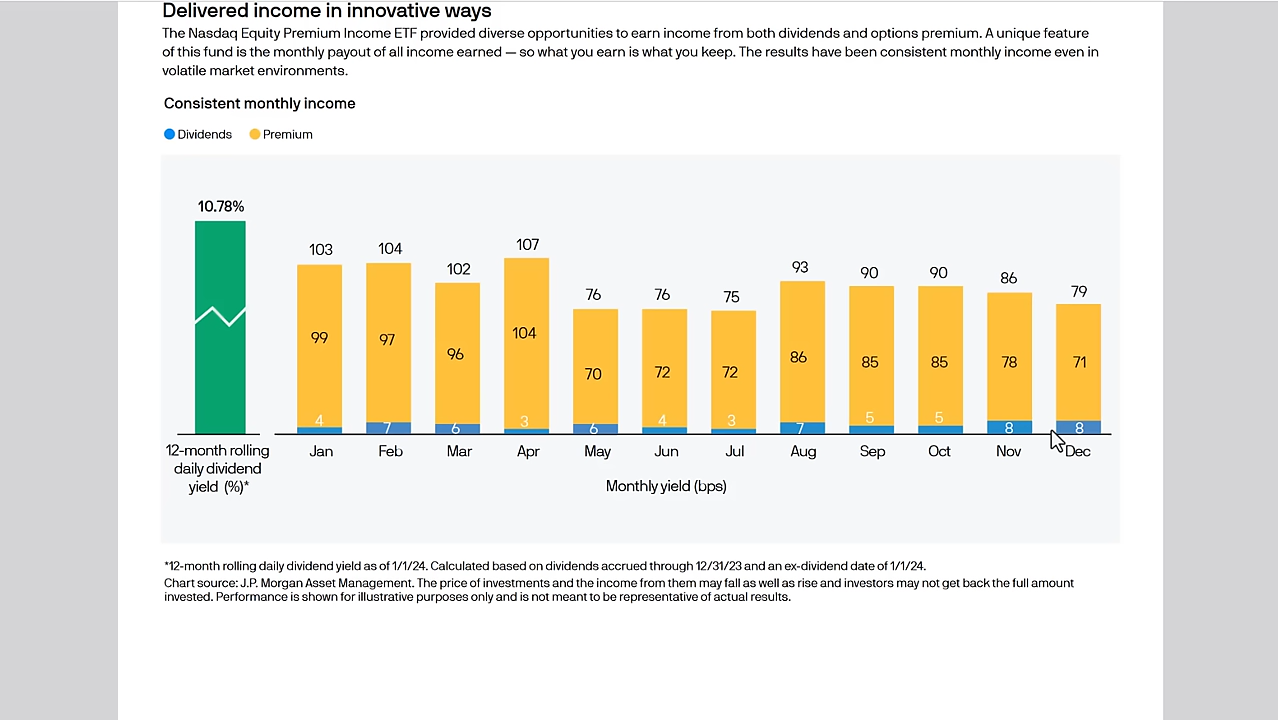 Delivered income in innovative ways
The Nasdaq Equity Premium Income ETF provided diverse opportunities to earn income from both dividends and options premium. A unique feature
of this fund is the monthly payout of all income earned — so what you earn is what you keep. The results have been consistent monthly income even in
volatile market environments.
Consistent monthly income
Dividends Premium
10.78%
103 104 102 107 76 76 75 93 90 90 86 79
99 97 96 104 70 72 72 86 85 85 78 71
4 7 6 3 6 4 3 7 5 5 8 8
Jan Feb Mar Apr May Jun Jul Aug Sep Oct Nov Dec
12-month rolling
daily dividend
yield (%)*
Monthly yield (bps)
*12-month rolling daily dividend yield as of 1/1/24. Calculated based on dividends accrued through 12/31/23 and an ex-dividend date of 1/1/24.
Chart source: J.P. Morgan Asset Management. The price of investments and the income from them may fall as well as rise and investors may not get back the full amount
invested. Performance is shown for illustrative purposes only and is not meant to be representative of actual results.